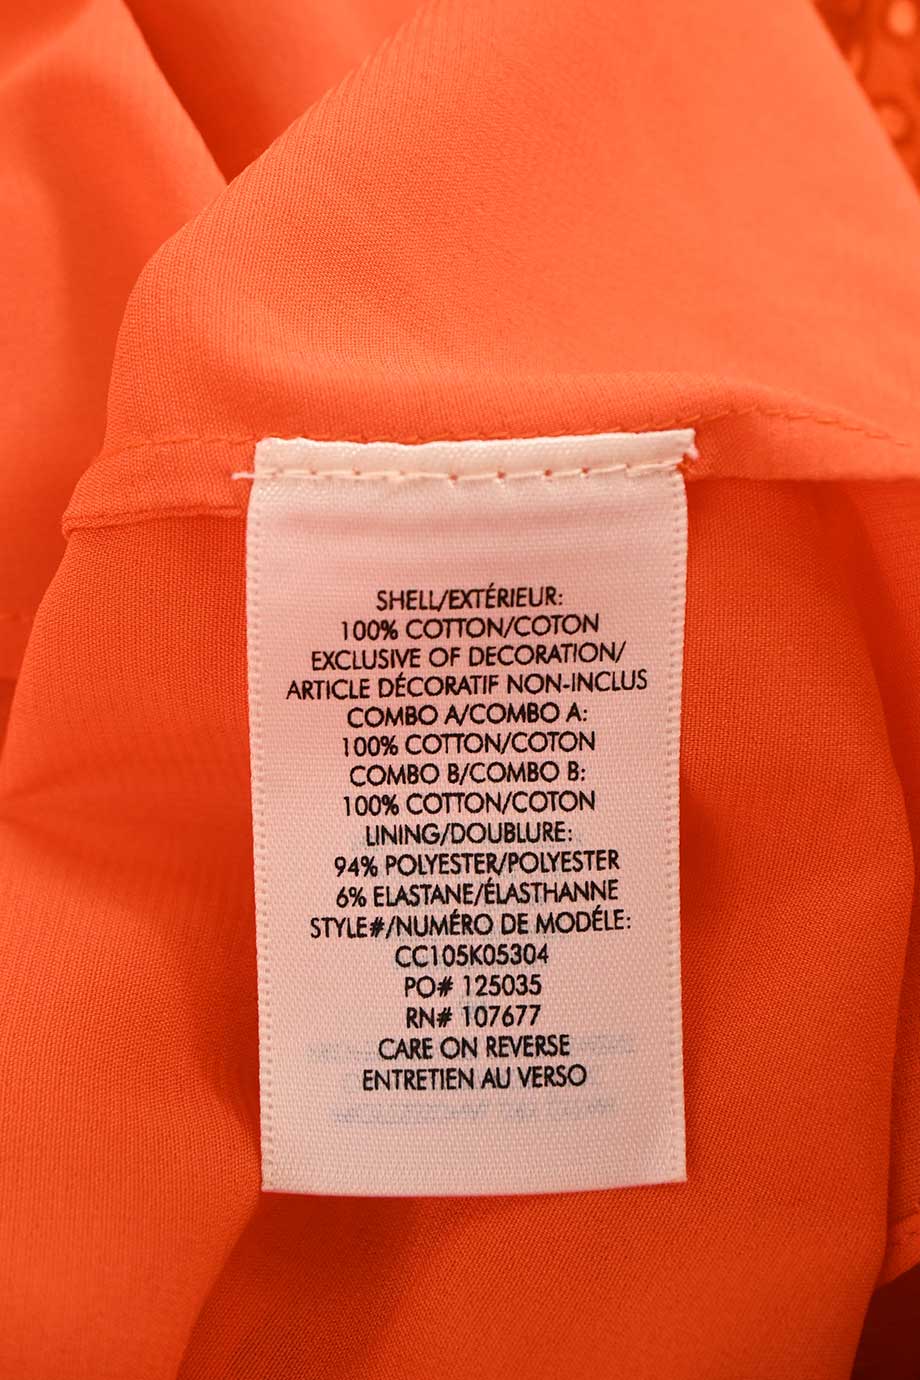 SHELL/EXTÉRIEUR:
100% COTTON/COTON
EXCLUSIVE OF DECORATION/
ARTICLE DÉCORATIF NON-INCLUS
COMBO A/COMBO A:
100% COTTON/COTON
COMBO B/COMBO B:
100% COTTON/COTON
LINING/DOUBLURE:
94% POLYESTER/POLYESTER
6% ELASTANE/ÉLASTHANNE
STYLE#/NUMÉRO DE MODÉLE:
CC105K05304
PO# 125035
RN# 107677
CARE ON REVERSE
ENTRETIEN AU VERSO